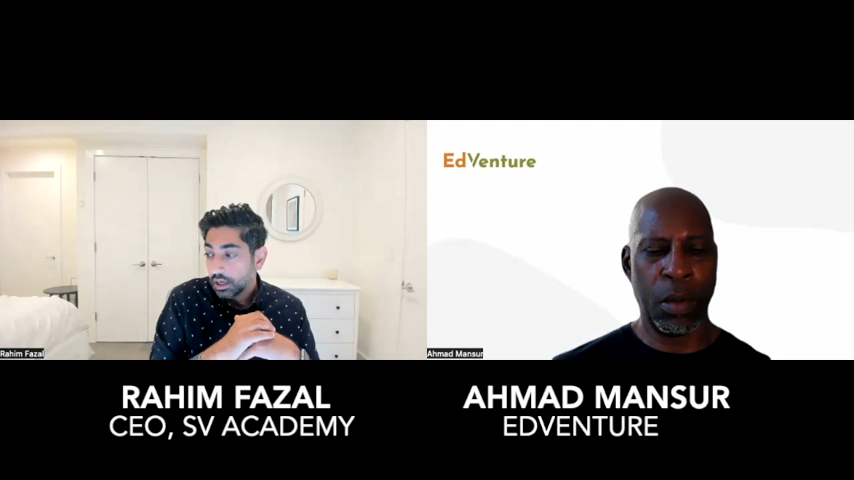 EdVenture
Rahim Fazal
Ahmad Mansur
RAHIM FAZAL
CEO, SV ACADEMY
AHMAD MANSUR
EDVENTURE